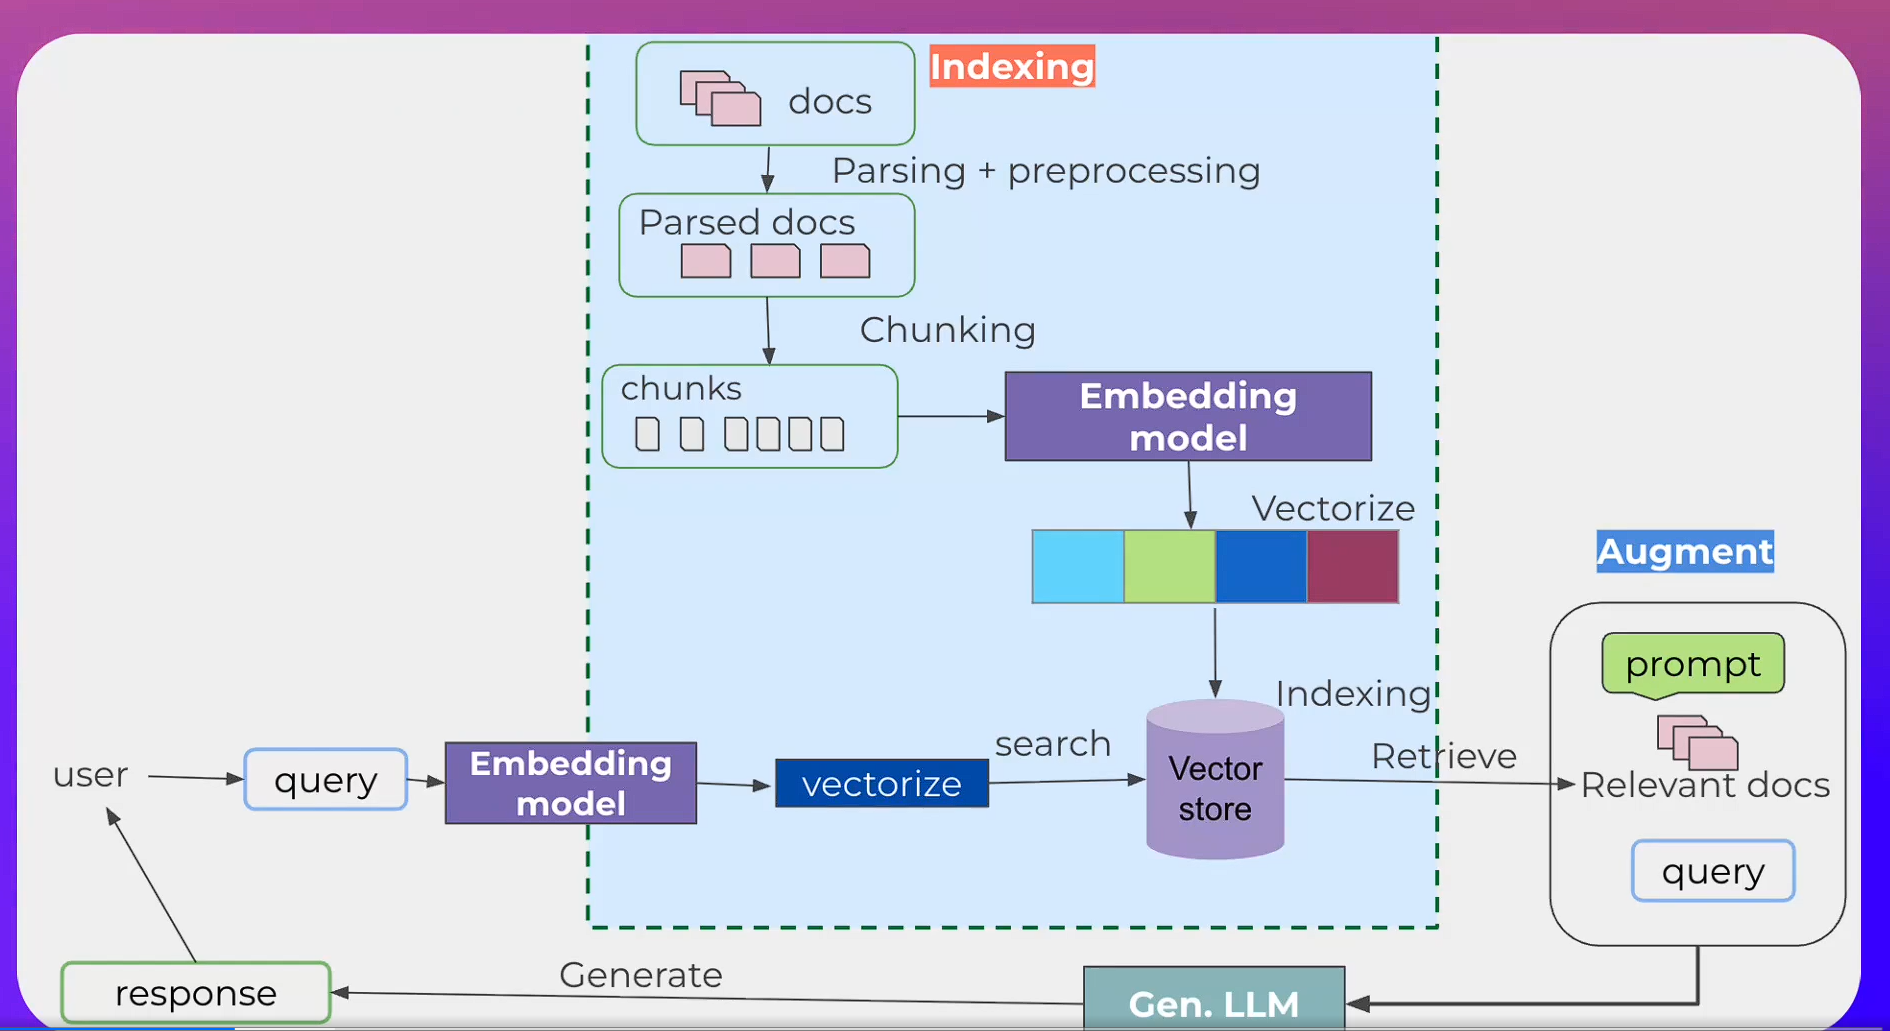 Indexing
docs
Parsing + preprocessing
Parsed docs
Chunking
chunks
Embedding
model
Vectorize
Augment
prompt
Indexing
search
Retrieve
user
query
Embedding
model
vectorize
Vector
store
Relevant docs
query
Generate
response
Gen. LLM